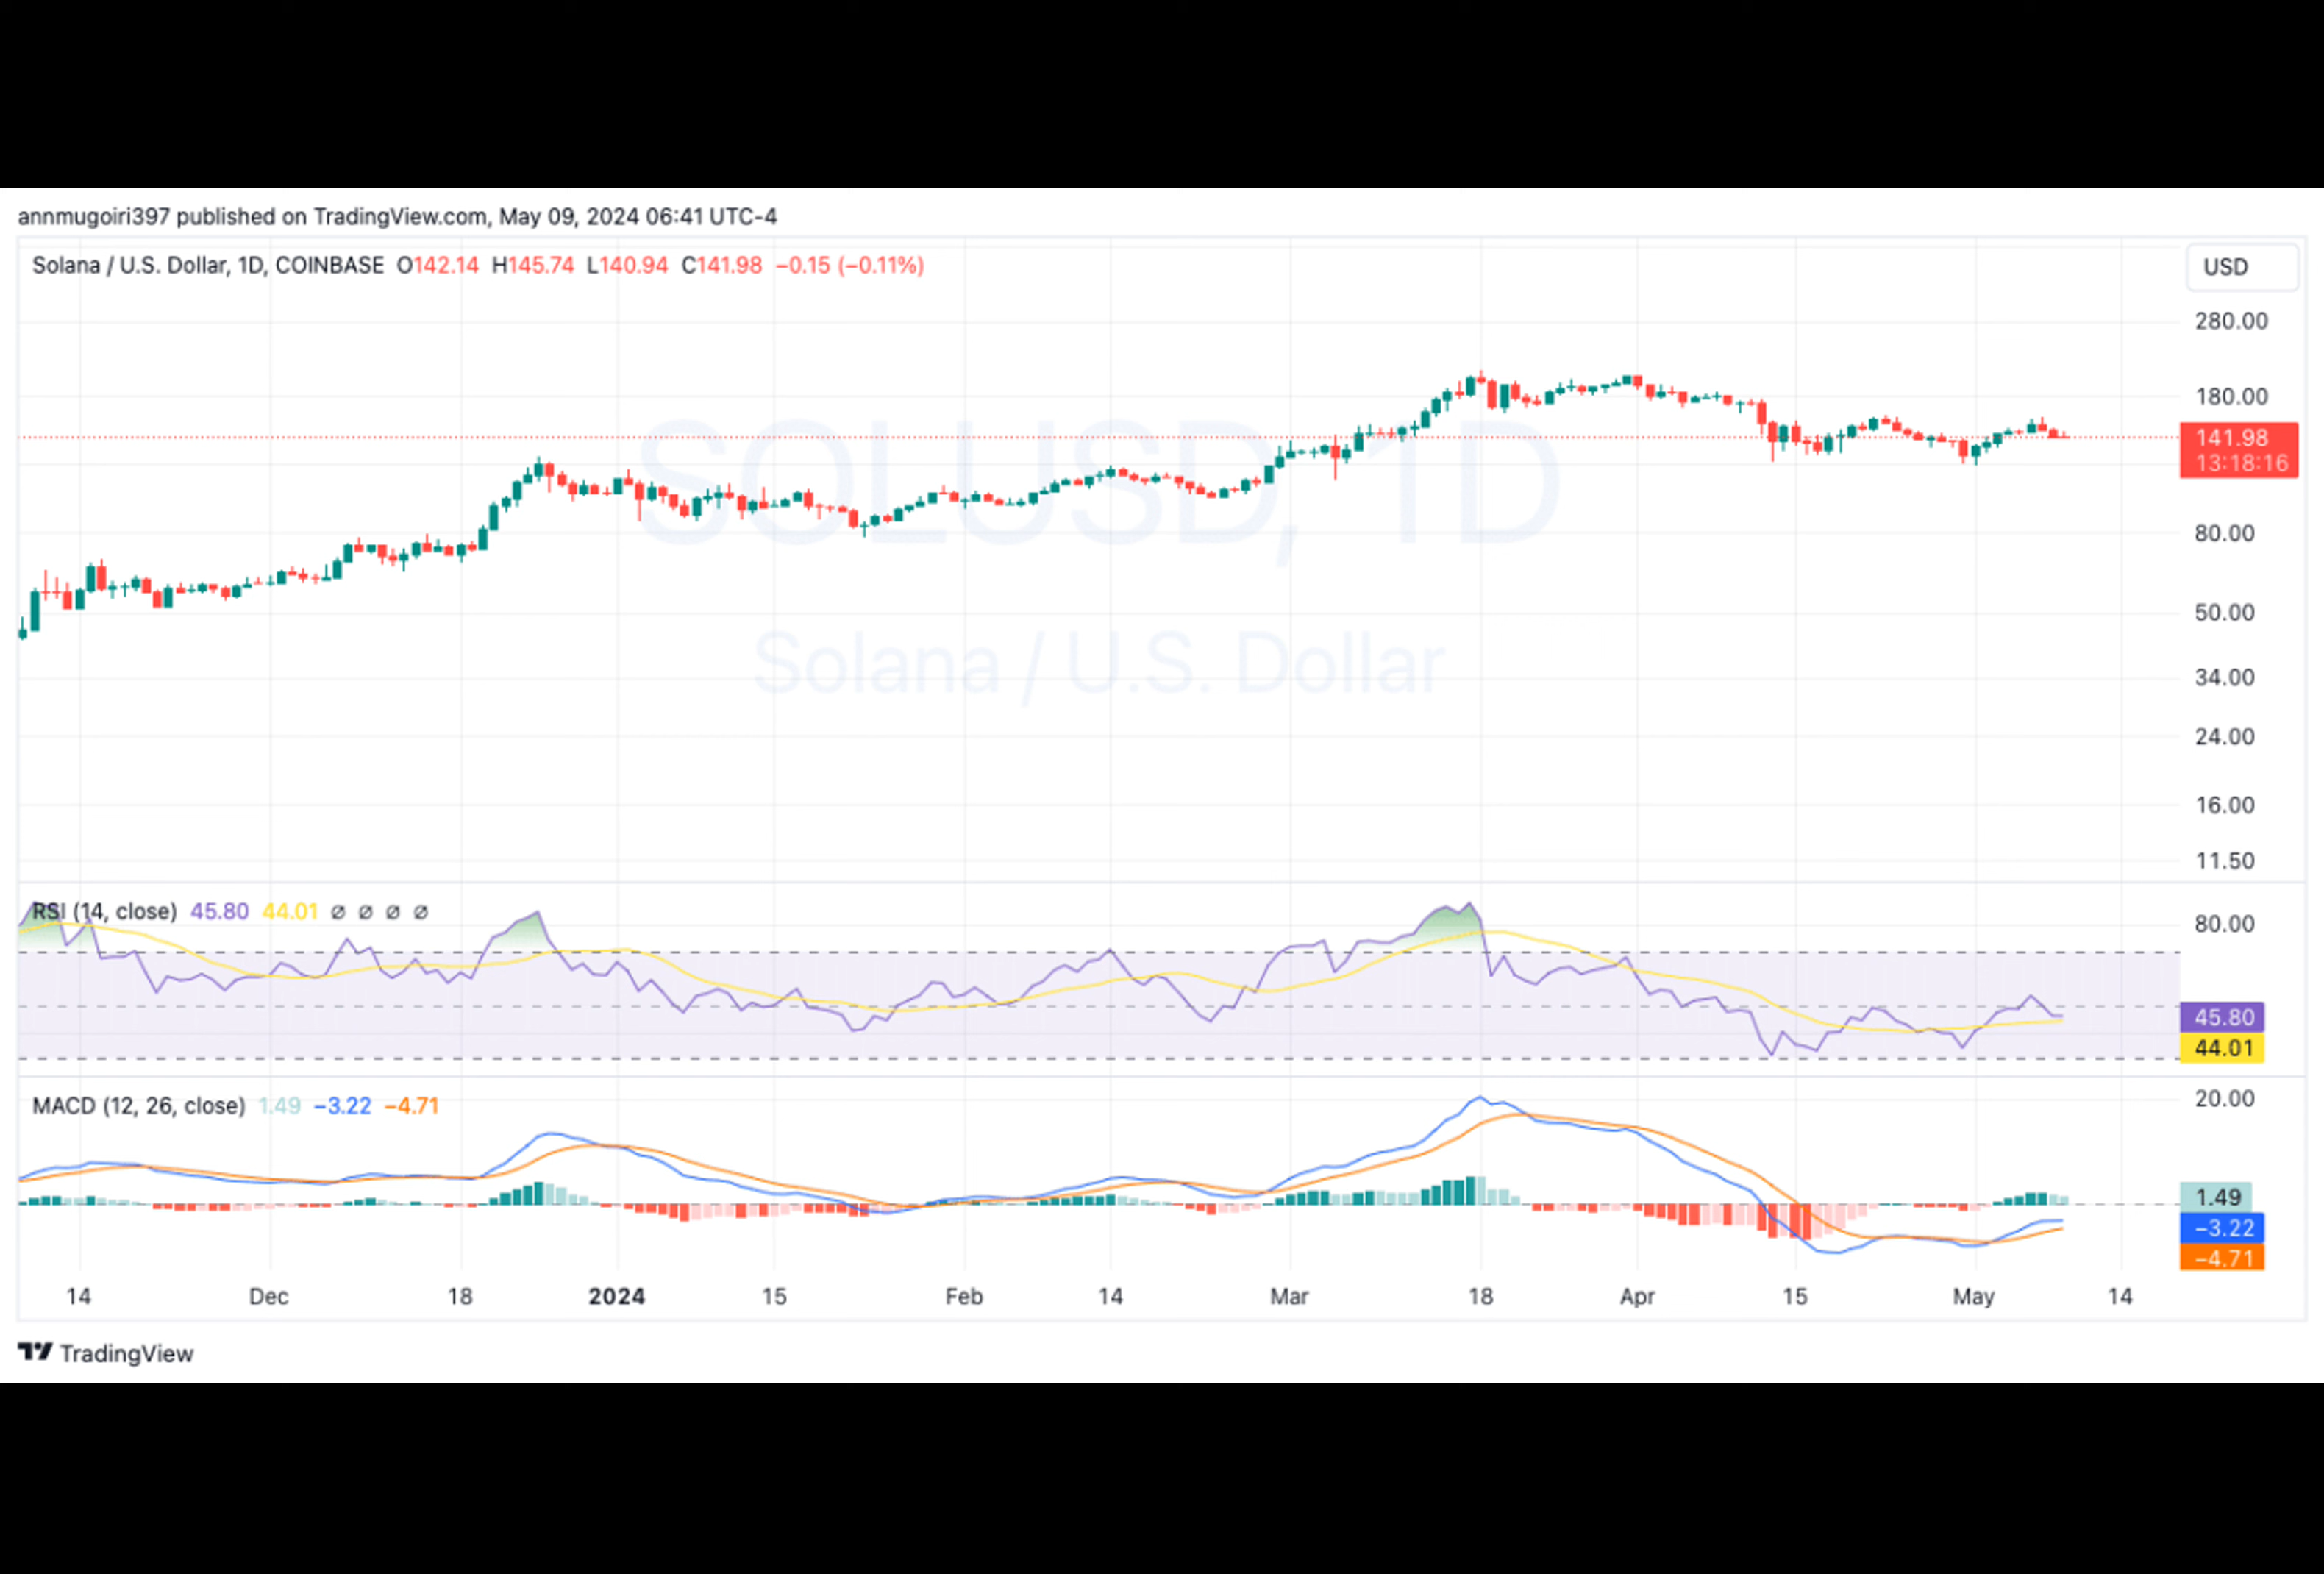 annmugoiri397 published on TradingView.com, May 09, 2024 06:41 UTC-4
Solana / U.S. Dollar, 1D, COINBASE O142.14 H145.74 L140.94 C141.98 −0.15 (−0.11%)
USD
280.00
180.00
141.98
13:18:16
80.00
50.00
34.00
24.00
16.00
11.50
SOLUSD, 1D
Solana / U.S. Dollar
RSI (14, close) 45.80 44.01 Ø Ø Ø Ø
80.00
45.80
44.01
MACD (12, 26, close) 1.49 −3.22 −4.71
20.00
1.49
−3.22
−4.71
14 Dec 18 2024 15 Feb 14 Mar 18 Apr 15 May 14
TradingView